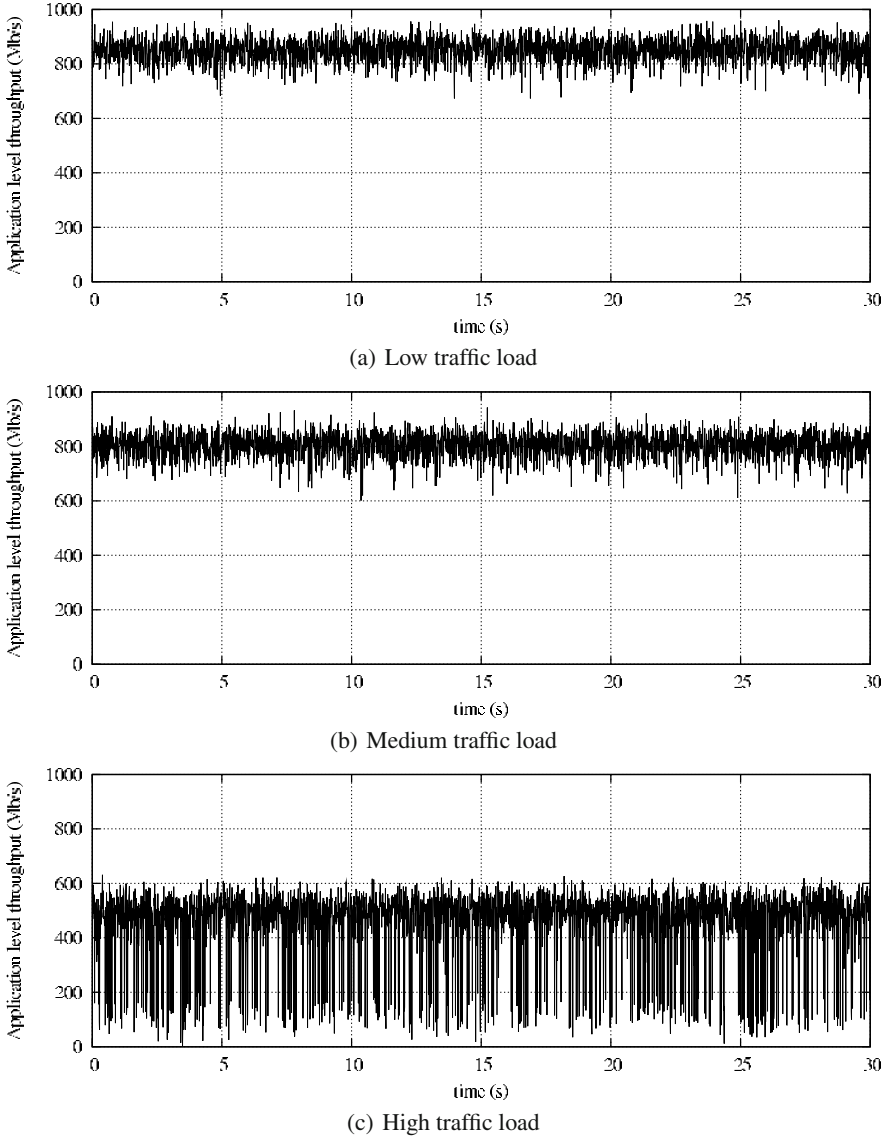 1000
800
600
400
200
0
Application level throughput (Mb/s)
0 5 10 15 20 25 30
time (s)
(a) Low traffic load
1000
800
600
400
200
0
Application level throughput (Mb/s)
0 5 10 15 20 25 30
time (s)
(b) Medium traffic load
1000
800
600
400
200
0
Application level throughput (Mb/s)
0 5 10 15 20 25 30
time (s)
(c) High traffic load